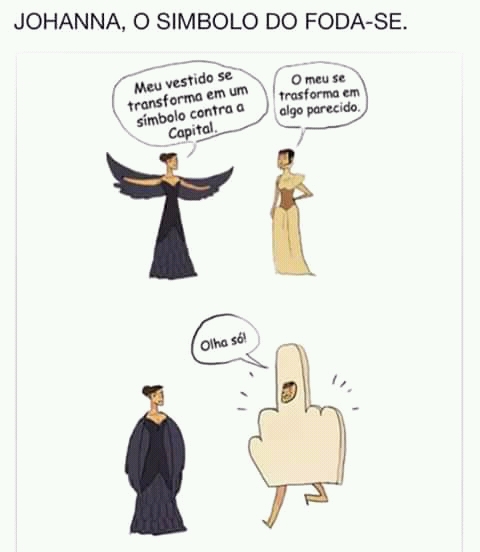 JOHANNA, O SIMBOLO DO FODA-SE.
Meu vestido se
transforma em um
símbolo contra a
Capital.
O meu se
trasforma em
algo parecido.
Olha só!